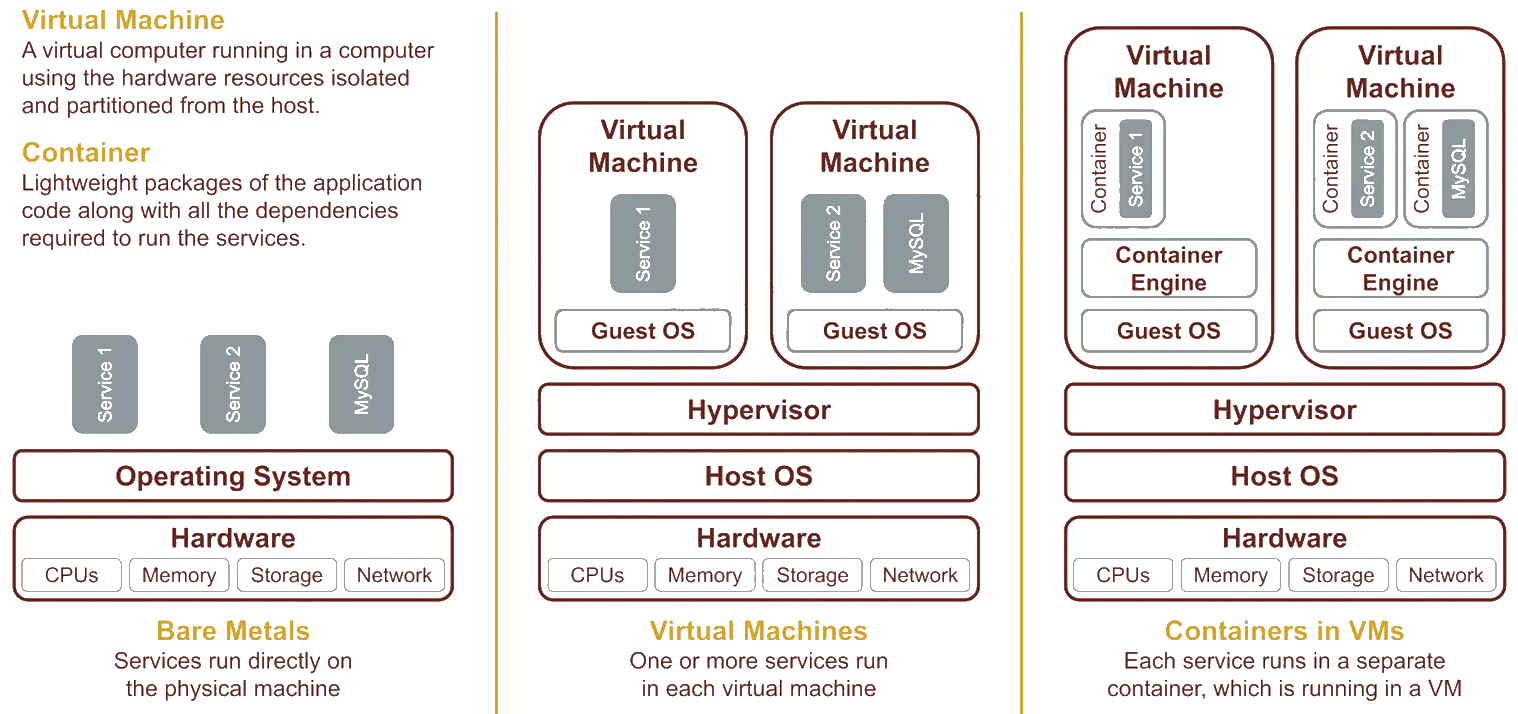 Virtual Machine
A virtual computer running in a computer
using the hardware resources isolated
and partitioned from the host.
Container
Lightweight packages of the application
code along with all the dependencies
required to run the services.
Service 1
Service 2
MySQL
Operating System
Hardware
CPUs
Memory
Storage
Network
Bare Metals
Services run directly on
the physical machine
Virtual
Machine
Service 1
Guest OS
Virtual
Machine
Service 2
MySQL
Guest OS
Hypervisor
Host OS
Hardware
CPUs
Memory
Storage
Network
Virtual Machines
One or more services run
in each virtual machine
Virtual
Machine
Container
Service 1
Container
Engine
Guest OS
Virtual
Machine
Container
Service 2
Container
MySQL
Container
Engine
Guest OS
Hypervisor
Host OS
Hardware
CPUs
Memory
Storage
Network
Containers in VMs
Each service runs in a separate
container, which is running in a VM